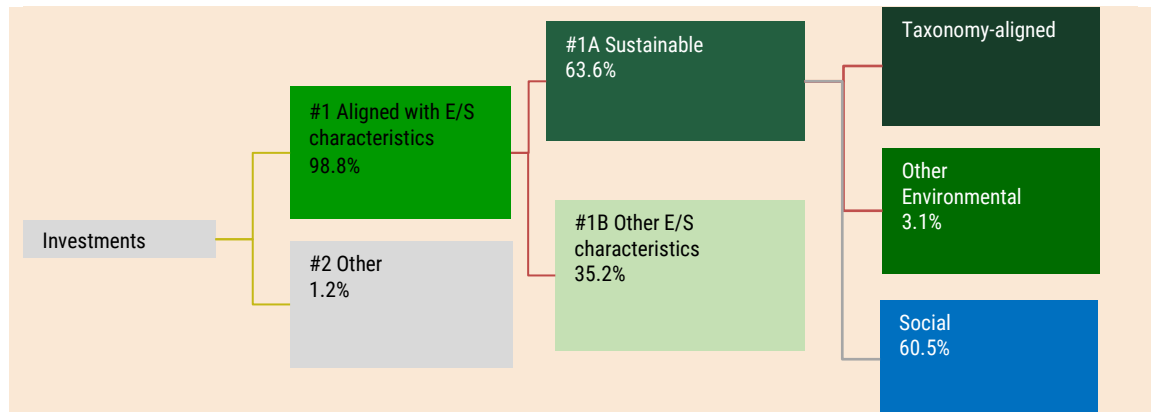 Investments
#1 Aligned with E/S
characteristics
98.8%
#2 Other
1.2%
#1A Sustainable
63.6%
#1B Other E/S
characteristics
35.2%
Taxonomy-aligned
Other
Environmental
3.1%
Social
60.5%